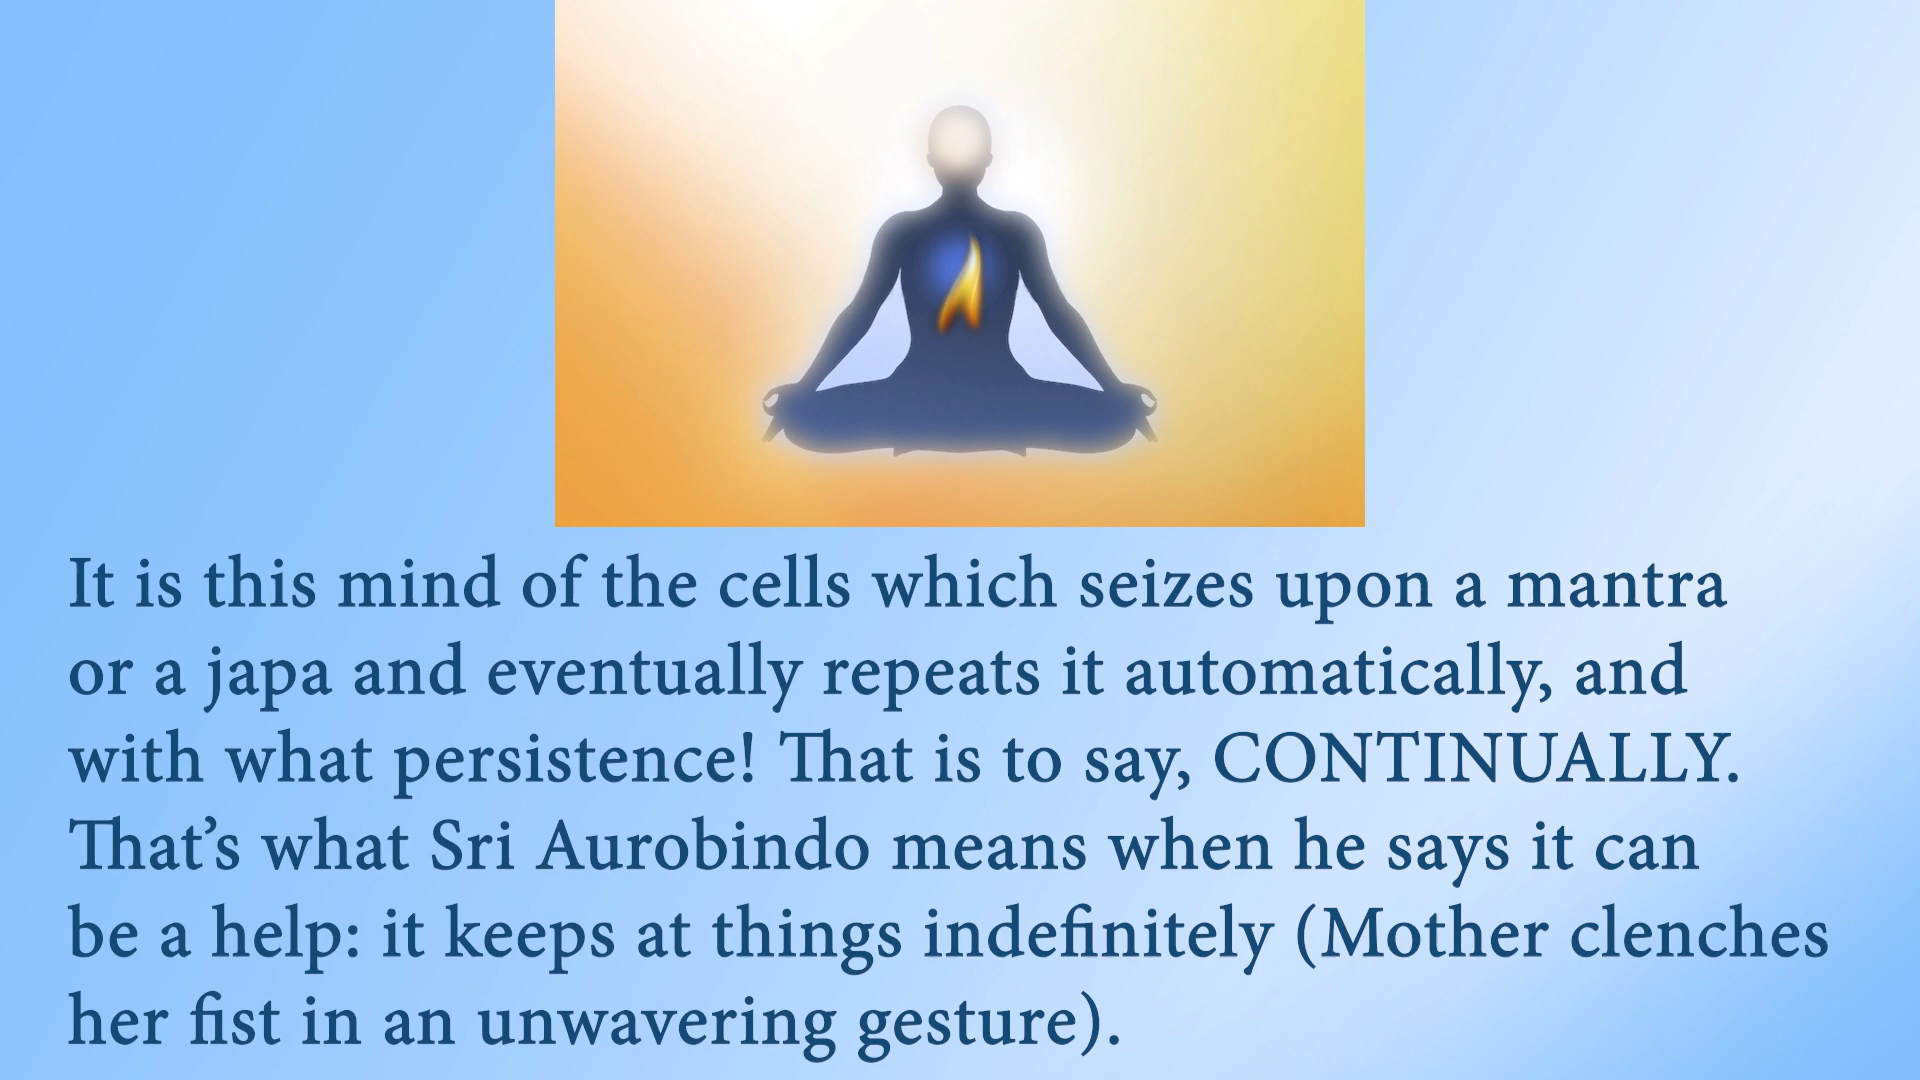 It is this mind of the cells which seizes upon a mantra
or a japa and eventually repeats it automatically, and
with what persistence! That is to say, CONTINUALLY.
That’s what Sri Aurobindo means when he says it can
be a help: it keeps at things indefinitely (Mother clenches
her fist in an unwavering gesture).